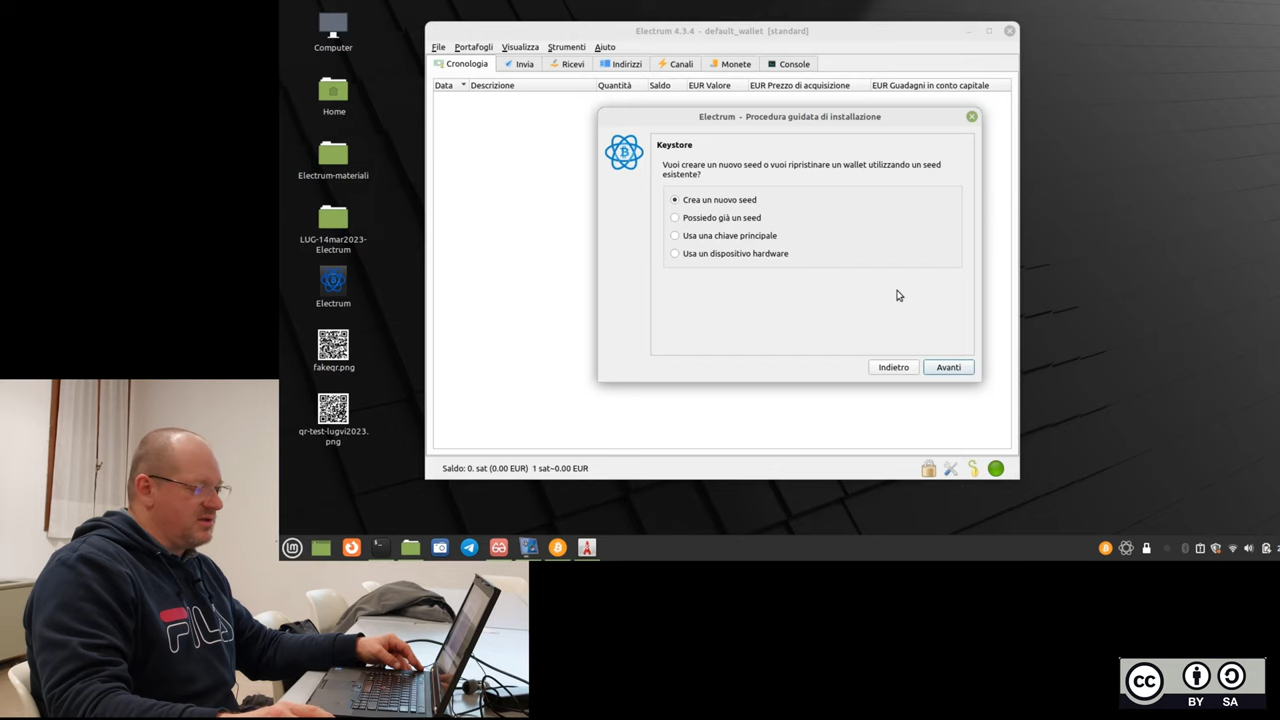 Computer
Home
Electrum-materiali
LUG-14mar2023-
Electrum
Electrum
fakeqr.png
qr-test-lugvi2023.
png
Electrum 4.3.4 - default_wallet [standard]
File Portafogli Visualizza Strumenti Aiuto
Cronologia Invia Ricevi Indirizzi Canali Monete Console
Data Descrizione Quantità Saldo EUR Valore EUR Prezzo di acquisizione EUR Guadagni in conto capitale
Electrum - Procedura guidata di installazione
Keystore
Vuoi creare un nuovo seed o vuoi ripristinare un wallet utilizzando un seed
esistente?
Crea un nuovo seed
Possiedo già un seed
Usa una chiave principale
Usa un dispositivo hardware
Indietro Avanti
Saldo: 0. sat (0.00 EUR) 1 sat~0.00 EUR
FILA
cc
BY SA